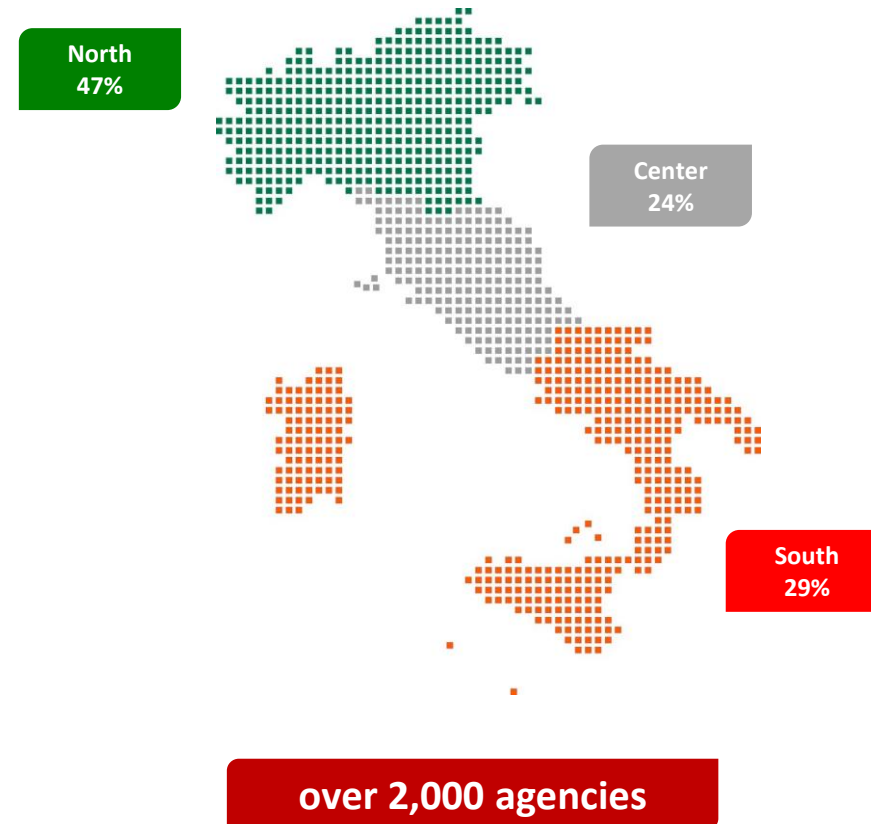 North
47%
Center
24%
South
29%
over 2,000 agencies